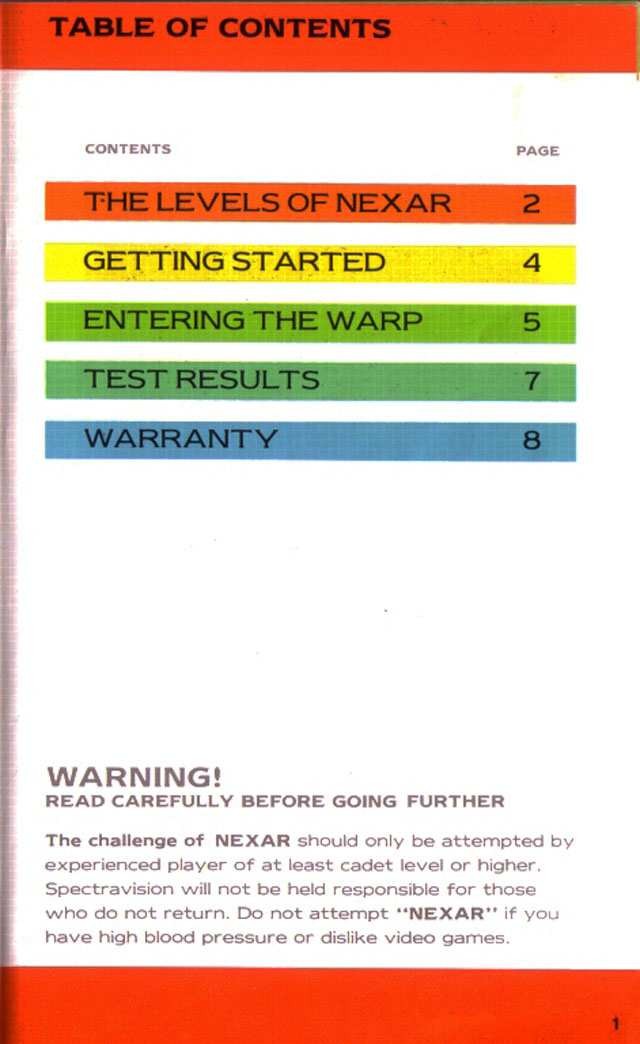 TABLE OF CONTENTS
CONTENTS PAGE
THE LEVELS OF NEXAR 2
GETTING STARTED 4
ENTERING THE WARP 5
TEST RESULTS 7
WARRANTY 8
WARNING!
READ CAREFULLY BEFORE GOING FURTHER
The challenge of NEXAR should only be attempted by
experienced player of at least cadet level or higher.
Spectravision will not be held responsible for those
who do not return. Do not attempt "NEXAR" if you
have high blood pressure or dislike video games.
1